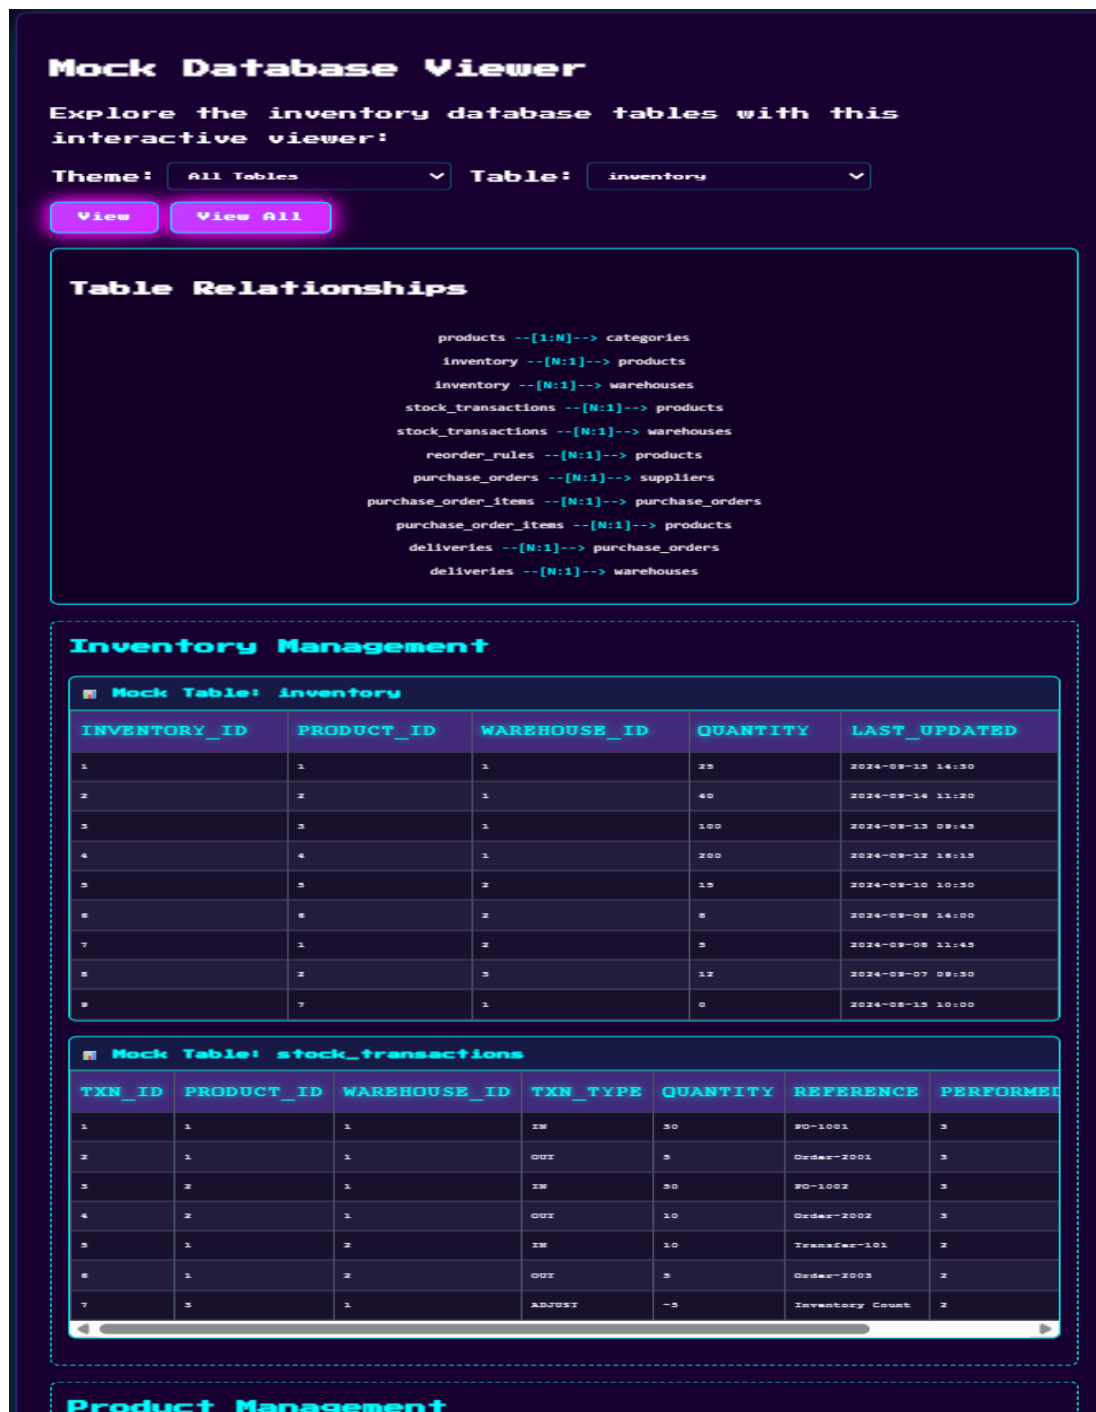 Mock Database Viewer
Explore the inventory database tables with this
interactive viewer:
Theme: All Tables Table: inventory
View View All
Table Relationships
products --[1:N]--> categories
inventory --[N:1]--> products
inventory --[N:1]--> warehouses
stock_transactions --[N:1]--> products
stock_transactions --[N:1]--> warehouses
reorder_rules --[N:1]--> products
purchase_orders --[N:1]--> suppliers
purchase_order_items --[N:1]--> purchase_orders
purchase_order_items --[N:1]--> products
deliveries --[N:1]--> purchase_orders
deliveries --[N:1]--> warehouses
Inventory Management
Mock Table: inventory
INVENTORY_ID PRODUCT_ID WAREHOUSE_ID QUANTITY LAST_UPDATED
1 1 1 25 2024-09-15 14:30
2 2 1 40 2024-09-14 11:20
3 3 1 100 2024-09-13 09:45
4 4 1 200 2024-09-12 16:15
5 5 2 15 2024-09-10 10:30
6 6 2 8 2024-09-09 14:00
7 1 2 5 2024-09-08 11:45
8 2 3 12 2024-09-07 09:30
9 7 1 0 2024-08-15 10:00
Mock Table: stock_transactions
TXN_ID PRODUCT_ID WAREHOUSE_ID TXN_TYPE QUANTITY REFERENCE PERFORMED
1 1 1 IN 30 PO-1001 3
2 1 1 OUT 5 Order-2001 3
3 2 1 IN 50 PO-1002 3
4 2 1 OUT 10 Order-2002 3
5 1 2 IN 10 Transfer-101 2
6 1 2 OUT 5 Order-2003 2
7 3 1 ADJUST -5 Inventory Count 2
Product Management